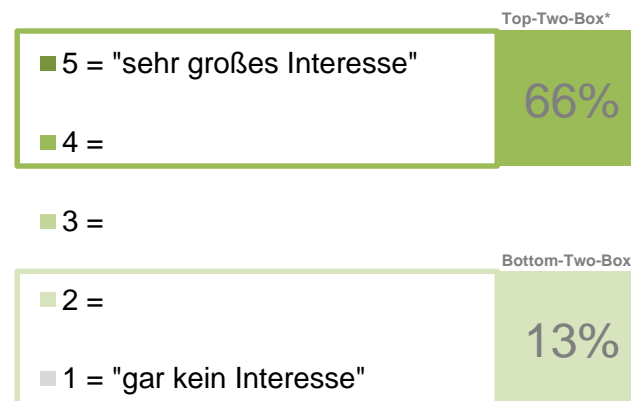 Top-Two-Box*
5 = "sehr großes Interesse"
66%
4 =
3 =
Bottom-Two-Box
2 =
13%
1 = "gar kein Interesse"